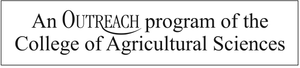 An OUTREACH program of the
College of Agricultural Sciences